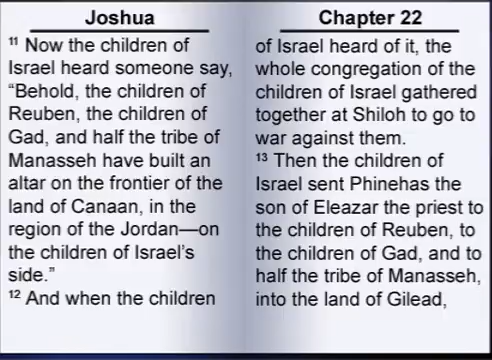 Joshua
¹¹ Now the children of
Israel heard someone say,
“Behold, the children of
Reuben, the children of
Gad, and half the tribe of
Manasseh have built an
altar on the frontier of the
land of Canaan, in the
region of the Jordan—on
the children of Israel’s
side.”
¹² And when the children
Chapter 22
of Israel heard of it, the
whole congregation of the
children of Israel gathered
together at Shiloh to go to
war against them.
¹³ Then the children of
Israel sent Phinehas the
son of Eleazar the priest to
the children of Reuben, to
the children of Gad, and to
half the tribe of Manasseh,
into the land of Gilead,